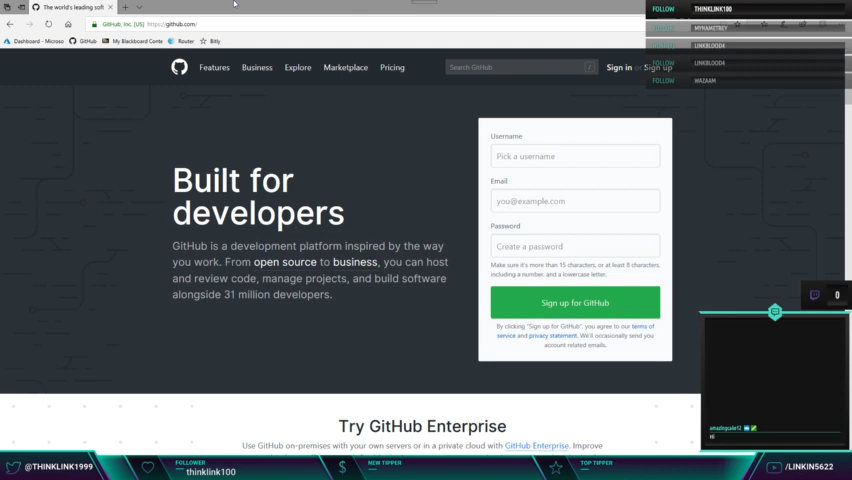 The world's leading soft
GitHub, Inc. [US] https://github.com/
Dashboard - Microso GitHub My Blackboard Conte Router Bitly
FOLLOW THINKLINK100
FOLLOW MYNAMETREY
FOLLOW LINKBLOOD4
FOLLOW LINKBLOOD4
FOLLOW WAZAAM
Features Business Explore Marketplace Pricing Search GitHub / Sign in or Sign up
Built for
developers
GitHub is a development platform inspired by the way
you work. From open source to business, you can host
and review code, manage projects, and build software
alongside 31 million developers.
Username
Pick a username
Email
you@example.com
Password
Create a password
Make sure it's more than 15 characters, or at least 8 characters,
including a number, and a lowercase letter.
Sign up for GitHub
By clicking "Sign up for GitHub", you agree to our terms of
service and privacy statement. We'll occasionally send you
account related emails.
0
amazingcake12
Hi
Try GitHub Enterprise
Use GitHub on-premises with your own servers or in a private cloud with GitHub Enterprise. Improve
@THINKLINK1999
FOLLOWER
thinklink100
$ NEW TIPPER
TOP TIPPER
/LINKIN5622